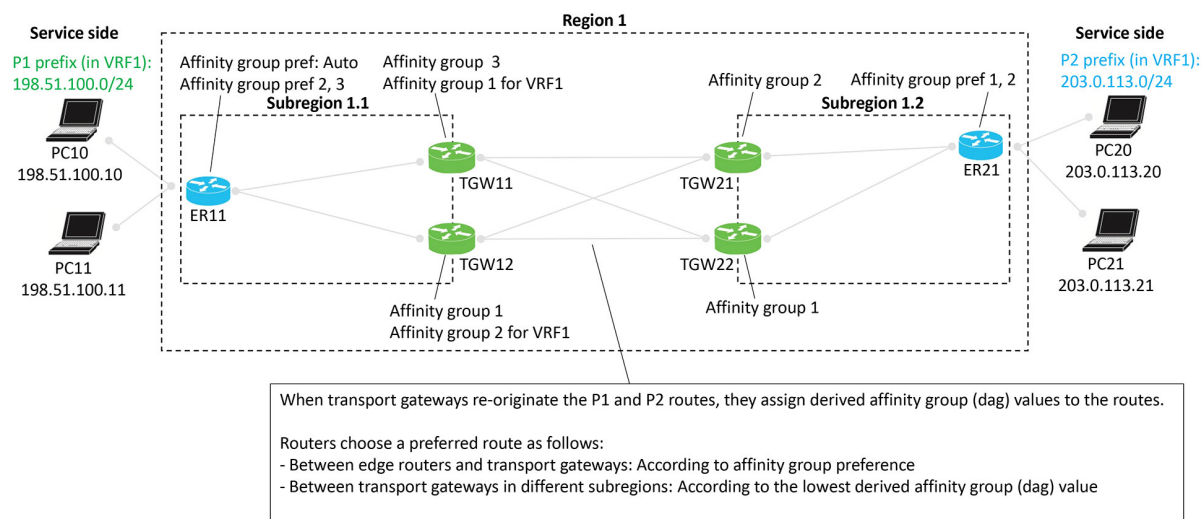 Region 1
Service side
P1 prefix (in VRF1):
198.51.100.0/24
PC10
198.51.100.10
PC11
198.51.100.11
Affinity group pref: Auto
Affinity group pref 2, 3
Subregion 1.1
ER11
Affinity group  3
Affinity group 1 for VRF1
TGW11
TGW12
Affinity group 1
Affinity group 2 for VRF1
Affinity group 2
TGW21
TGW22
Affinity group 1
Affinity group pref 1, 2
Subregion 1.2
ER21
Service side
P2 prefix (in VRF1):
203.0.113.0/24
PC20
203.0.113.20
PC21
203.0.113.21
When transport gateways re-originate the P1 and P2 routes, they assign derived affinity group (dag) values to the routes.
Routers choose a preferred route as follows:
- Between edge routers and transport gateways: According to affinity group preference
- Between transport gateways in different subregions: According to the lowest derived affinity group (dag) value